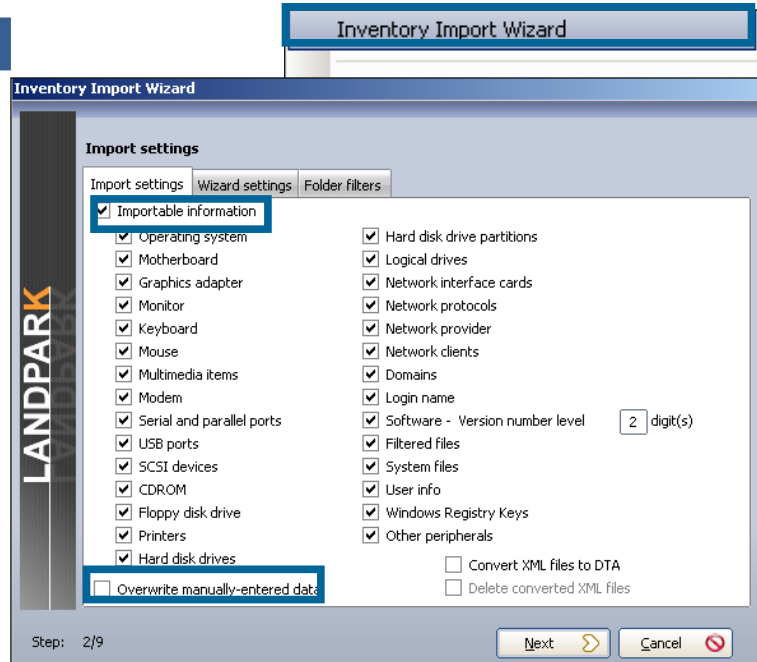 Inventory Import Wizard
Inventory Import Wizard
Import settings
Import settings Wizard settings Folder filters
Importable information
Operating system
Motherboard
Graphics adapter
Monitor
Keyboard
Mouse
Multimedia items
Modem
Serial and parallel ports
USB ports
SCSI devices
CDROM
Floppy disk drive
Printers
Hard disk drives
Hard disk drive partitions
Logical drives
Network interface cards
Network protocols
Network provider
Network clients
Domains
Login name
Software - Version number level 2 digit(s)
Filtered files
System files
User info
Windows Registry Keys
Other peripherals
Overwrite manually-entered data
Convert XML files to DTA
Delete converted XML files
LANDPARK
Step: 2/9
Next
Cancel